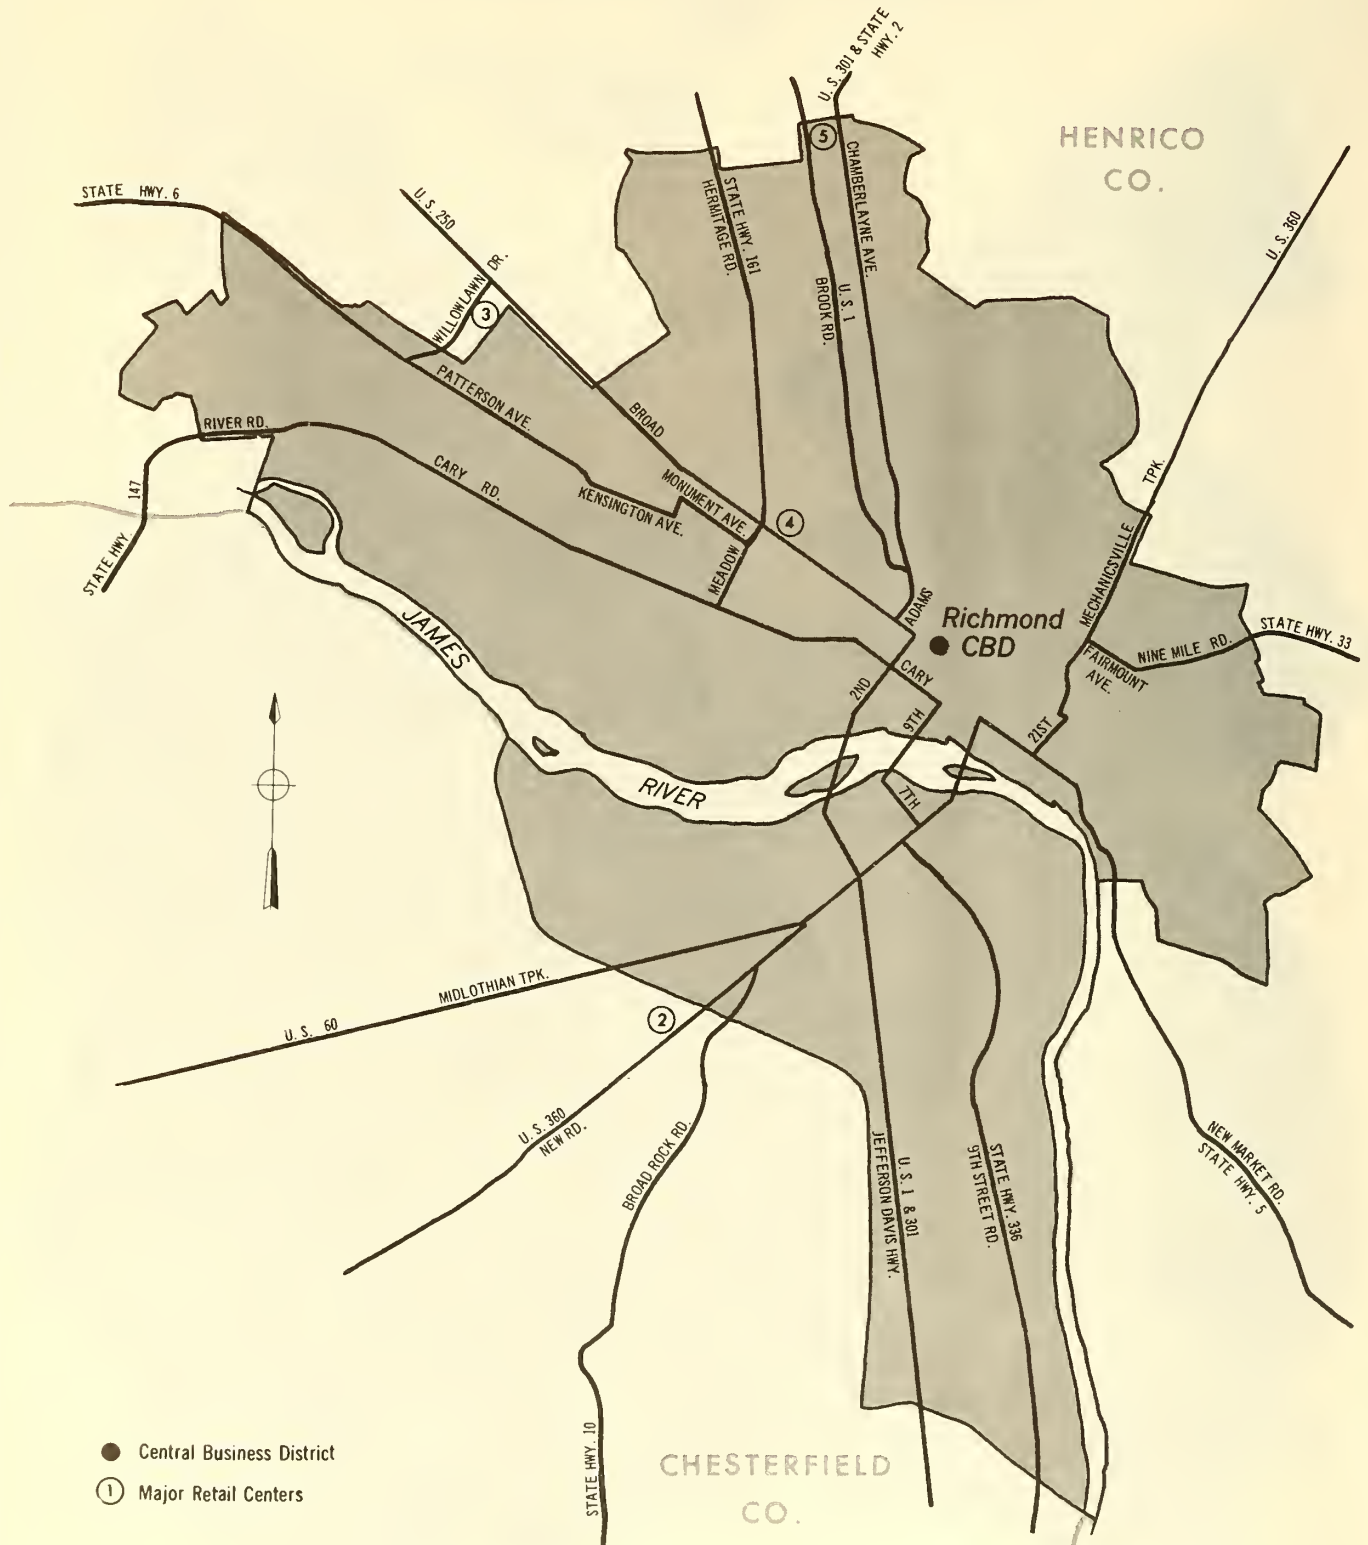 U. S. 301 & STATE
HWY. 2
HENRICO
CO.
5
CHAMBERLAYNE AVE.
STATE HWY. 161
HERMITAGE RD.
U. S. 1
BROOK RD.
U. S. 360
STATE HWY. 6
U. S. 250
WILLOW LAWN DR.
3
PATTERSON AVE.
BROAD
RIVER RD.
CARY RD.
KENSINGTON AVE.
MONUMENT AVE.
4
MEADOW
STATE HWY. 147
ADAMS
MECHANICSVILLE TPK.
Richmond
CBD
NINE MILE RD.
STATE HWY. 33
FAIRMOUNT
AVE.
JAMES
RIVER
2ND
CARY
9TH
21ST
7TH
MIDLOTHIAN TPK.
U. S. 60
2
U. S. 360
NEW RD.
BROAD ROCK RD.
U. S. 1 & 301
JEFFERSON DAVIS HWY.
STATE HWY. 336
9TH STREET RD.
NEW MARKET RD.
STATE HWY. 5
STATE HWY. 10
Central Business District
1 Major Retail Centers
CHESTERFIELD
CO.